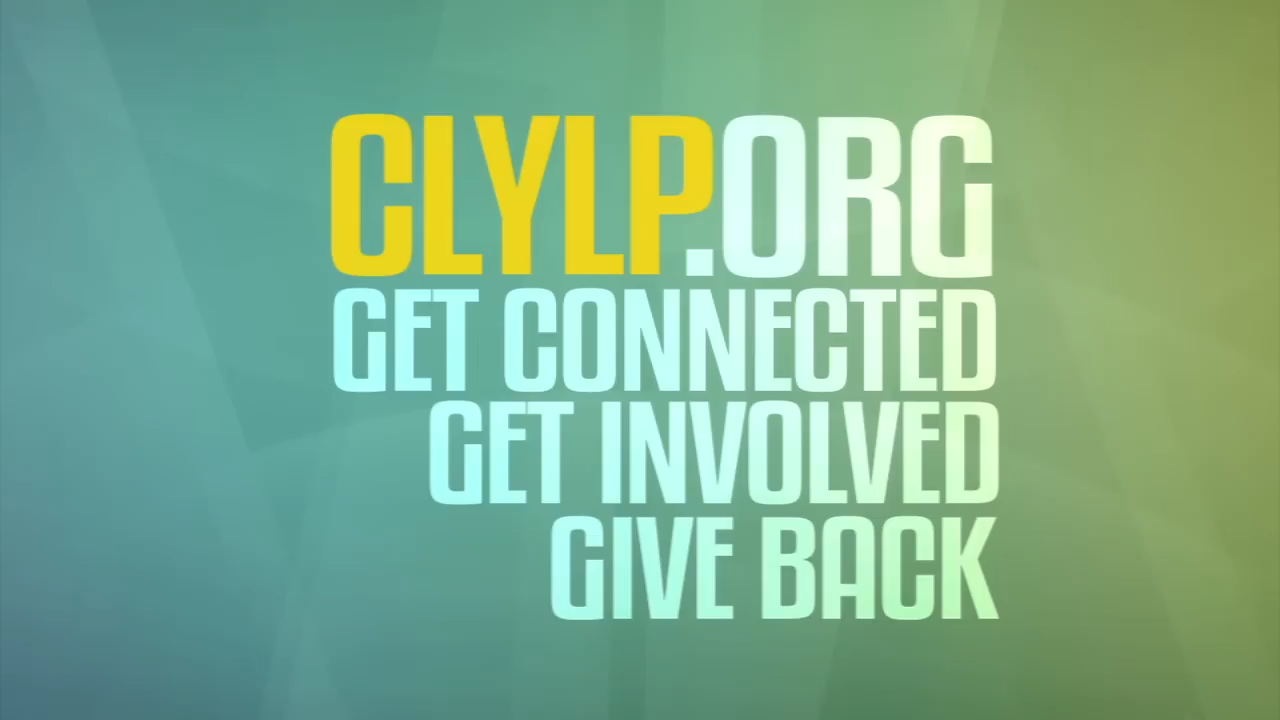 CLYLP.ORG
GET CONNECTED
GET INVOLVED
GIVE BACK